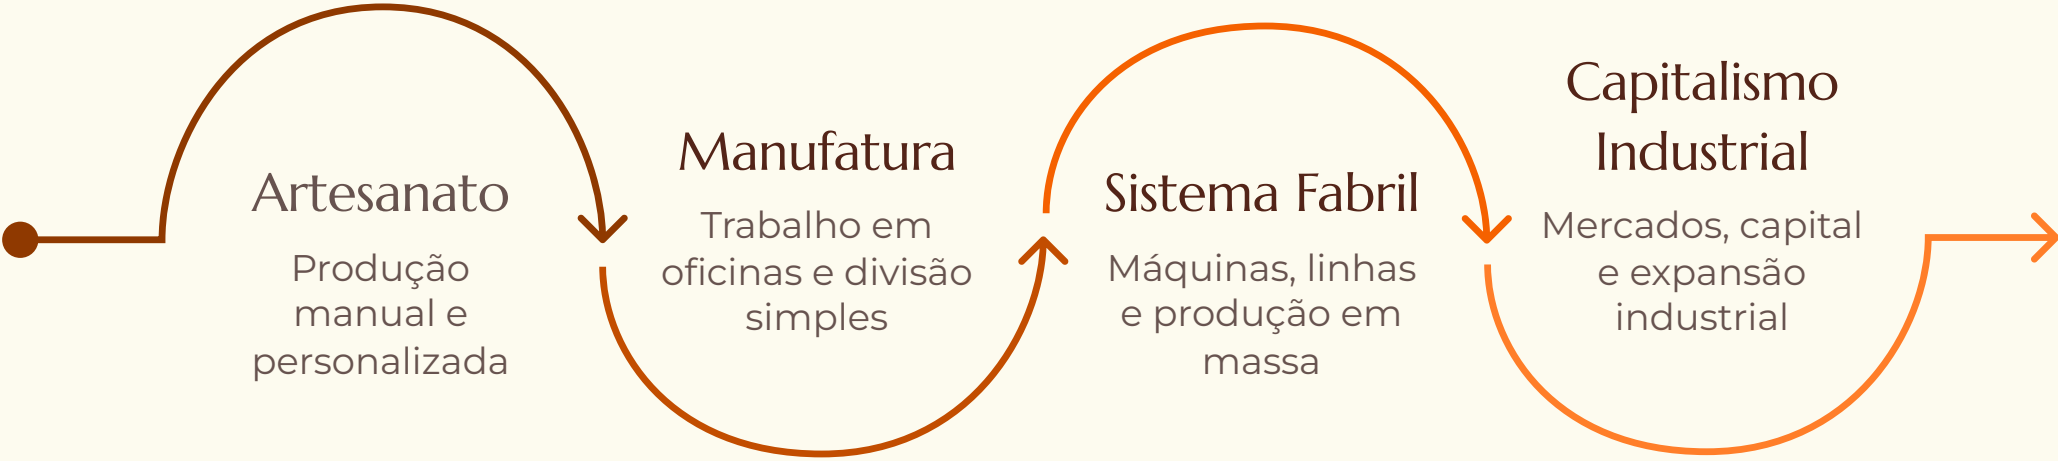 Artesanato
Produção
manual e
personalizada
Manufatura
Trabalho em
oficinas e divisão
simples
Sistema Fabril
Máquinas, linhas
e produção em
massa
Capitalismo
Industrial
Mercados, capital
e expansão
industrial